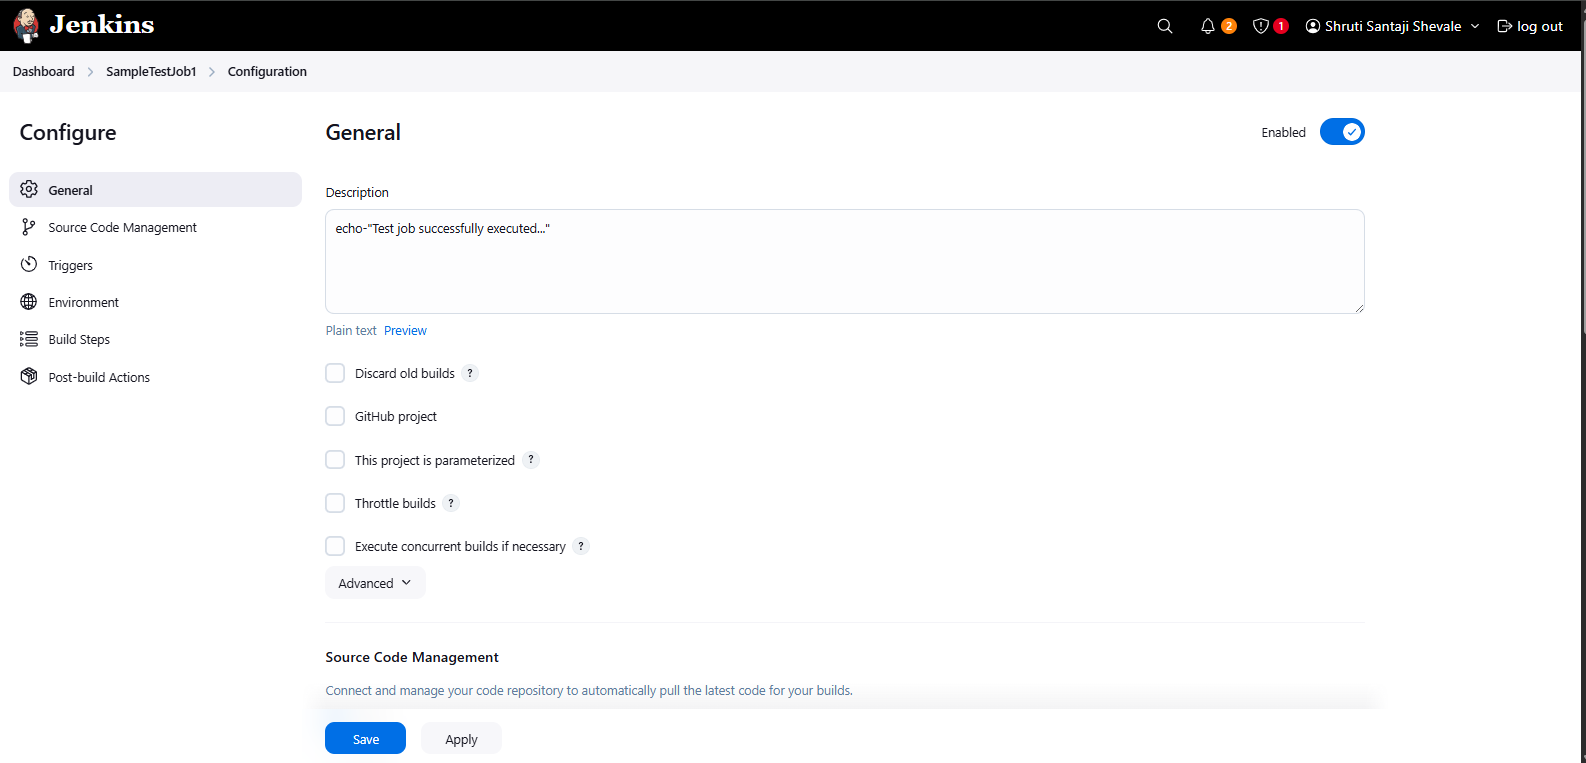 Jenkins
2 1 Shruti Santaji Shevale log out
Dashboard SampleTestJob1 Configuration
Configure
General
Source Code Management
Triggers
Environment
Build Steps
Post-build Actions
General
Enabled
Description
echo-"Test job successfully executed..."
Plain text Preview
Discard old builds ?
GitHub project
This project is parameterized ?
Throttle builds ?
Execute concurrent builds if necessary ?
Advanced
Source Code Management
Connect and manage your code repository to automatically pull the latest code for your builds.
Save Apply